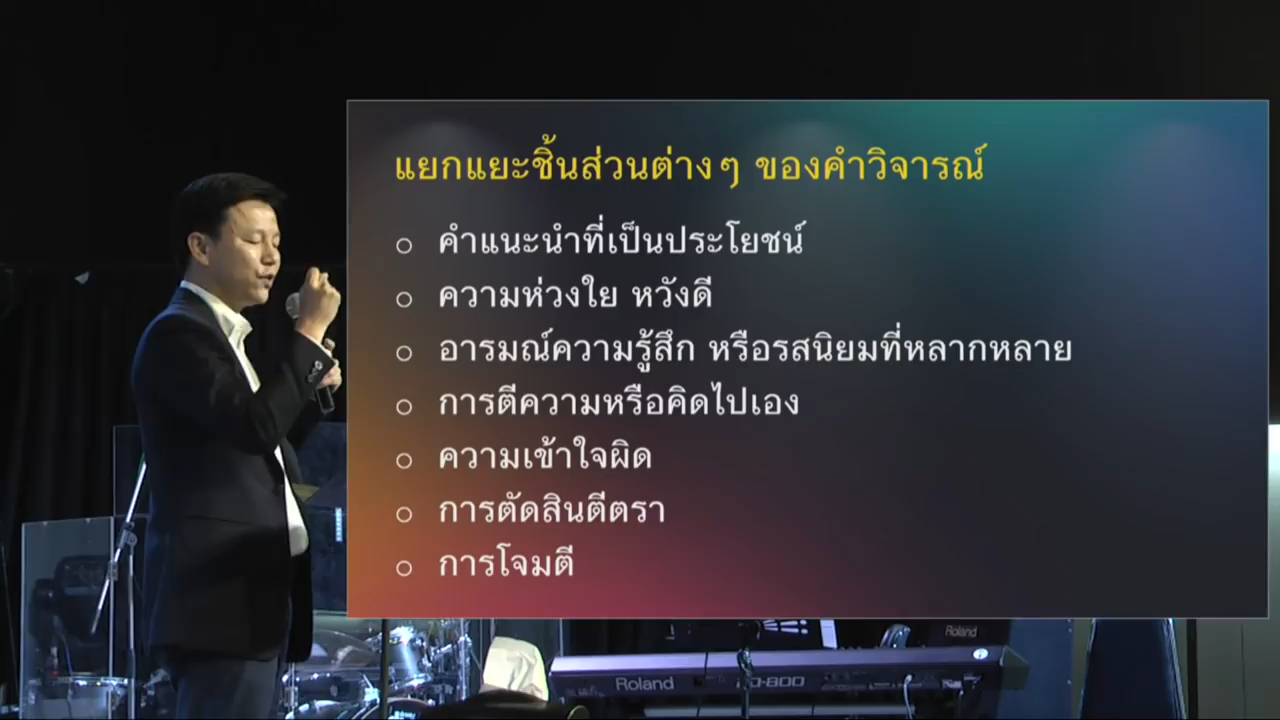 แยกแยะชิ้นส่วนต่างๆ ของคำวิจารณ์
คำแนะนำที่เป็นประโยชน์
ความห่วงใย หวังดี
อารมณ์ความรู้สึก หรือรสนิยมที่หลากหลาย
การตีความหรือคิดไปเอง
ความเข้าใจผิด
การตัดสินตีตรา
การโจมตี
Roland
Roland